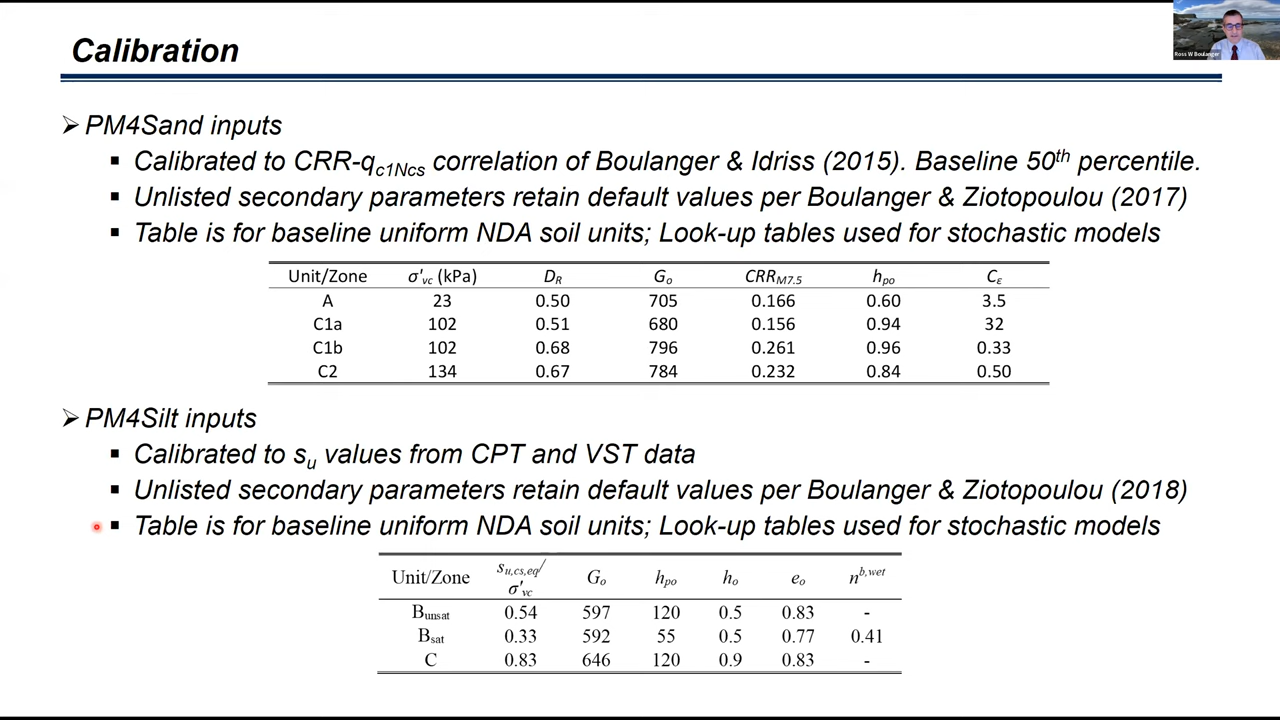 Ross W Boulanger
Calibration
➢ PM4Sand inputs
▪ Calibrated to CRR-qc1Ncs correlation of Boulanger & Idriss (2015). Baseline 50th percentile.
▪ Unlisted secondary parameters retain default values per Boulanger & Ziotopoulou (2017)
▪ Table is for baseline uniform NDA soil units; Look-up tables used for stochastic models
Unit/Zone σ'vc (kPa) DR Go CRRM7.5 hpo Cε
A 23 0.50 705 0.166 0.60 3.5
C1a 102 0.51 680 0.156 0.94 32
C1b 102 0.68 796 0.261 0.96 0.33
C2 134 0.67 784 0.232 0.84 0.50
➢ PM4Silt inputs
▪ Calibrated to su values from CPT and VST data
▪ Unlisted secondary parameters retain default values per Boulanger & Ziotopoulou (2018)
▪ Table is for baseline uniform NDA soil units; Look-up tables used for stochastic models
Unit/Zone su,cs,eq/σ'vc Go hpo ho eo nb,wet
Bunsat 0.54 597 120 0.5 0.83 -
Bsat 0.33 592 55 0.5 0.77 0.41
C 0.83 646 120 0.9 0.83 -